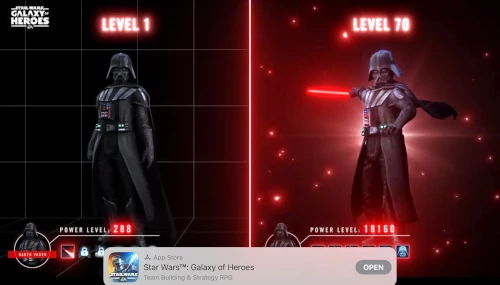 STAR WARS
GALAXY OF
HEROES
LEVEL 1
LEVEL 70
POWER LEVEL: 288
DARTH VADER
POWER LEVEL: 18160
App Store
Star Wars™: Galaxy of Heroes
Team Building & Strategy RPG
OPEN